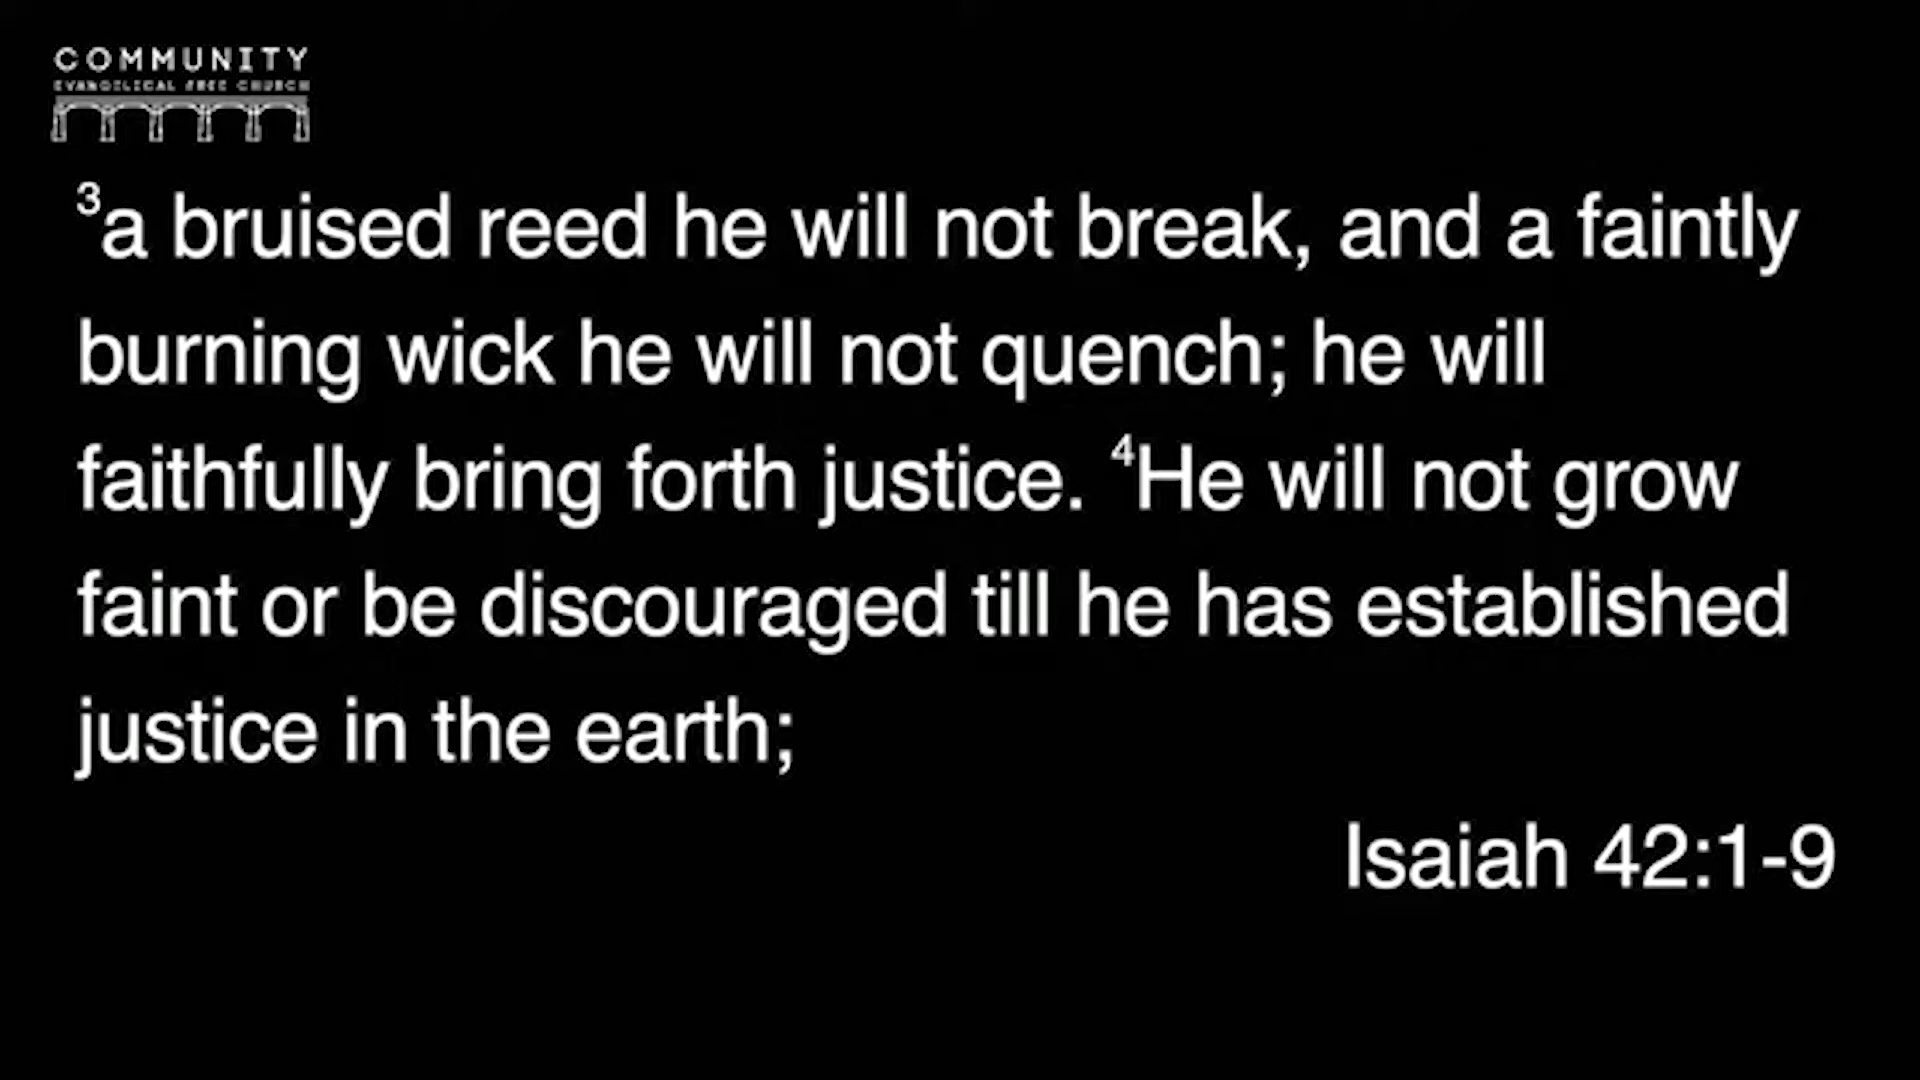 COMMUNITY
EVANGELICAL FREE CHURCH
³a bruised reed he will not break, and a faintly
burning wick he will not quench; he will
faithfully bring forth justice. ⁴He will not grow
faint or be discouraged till he has established
justice in the earth;
Isaiah 42:1-9